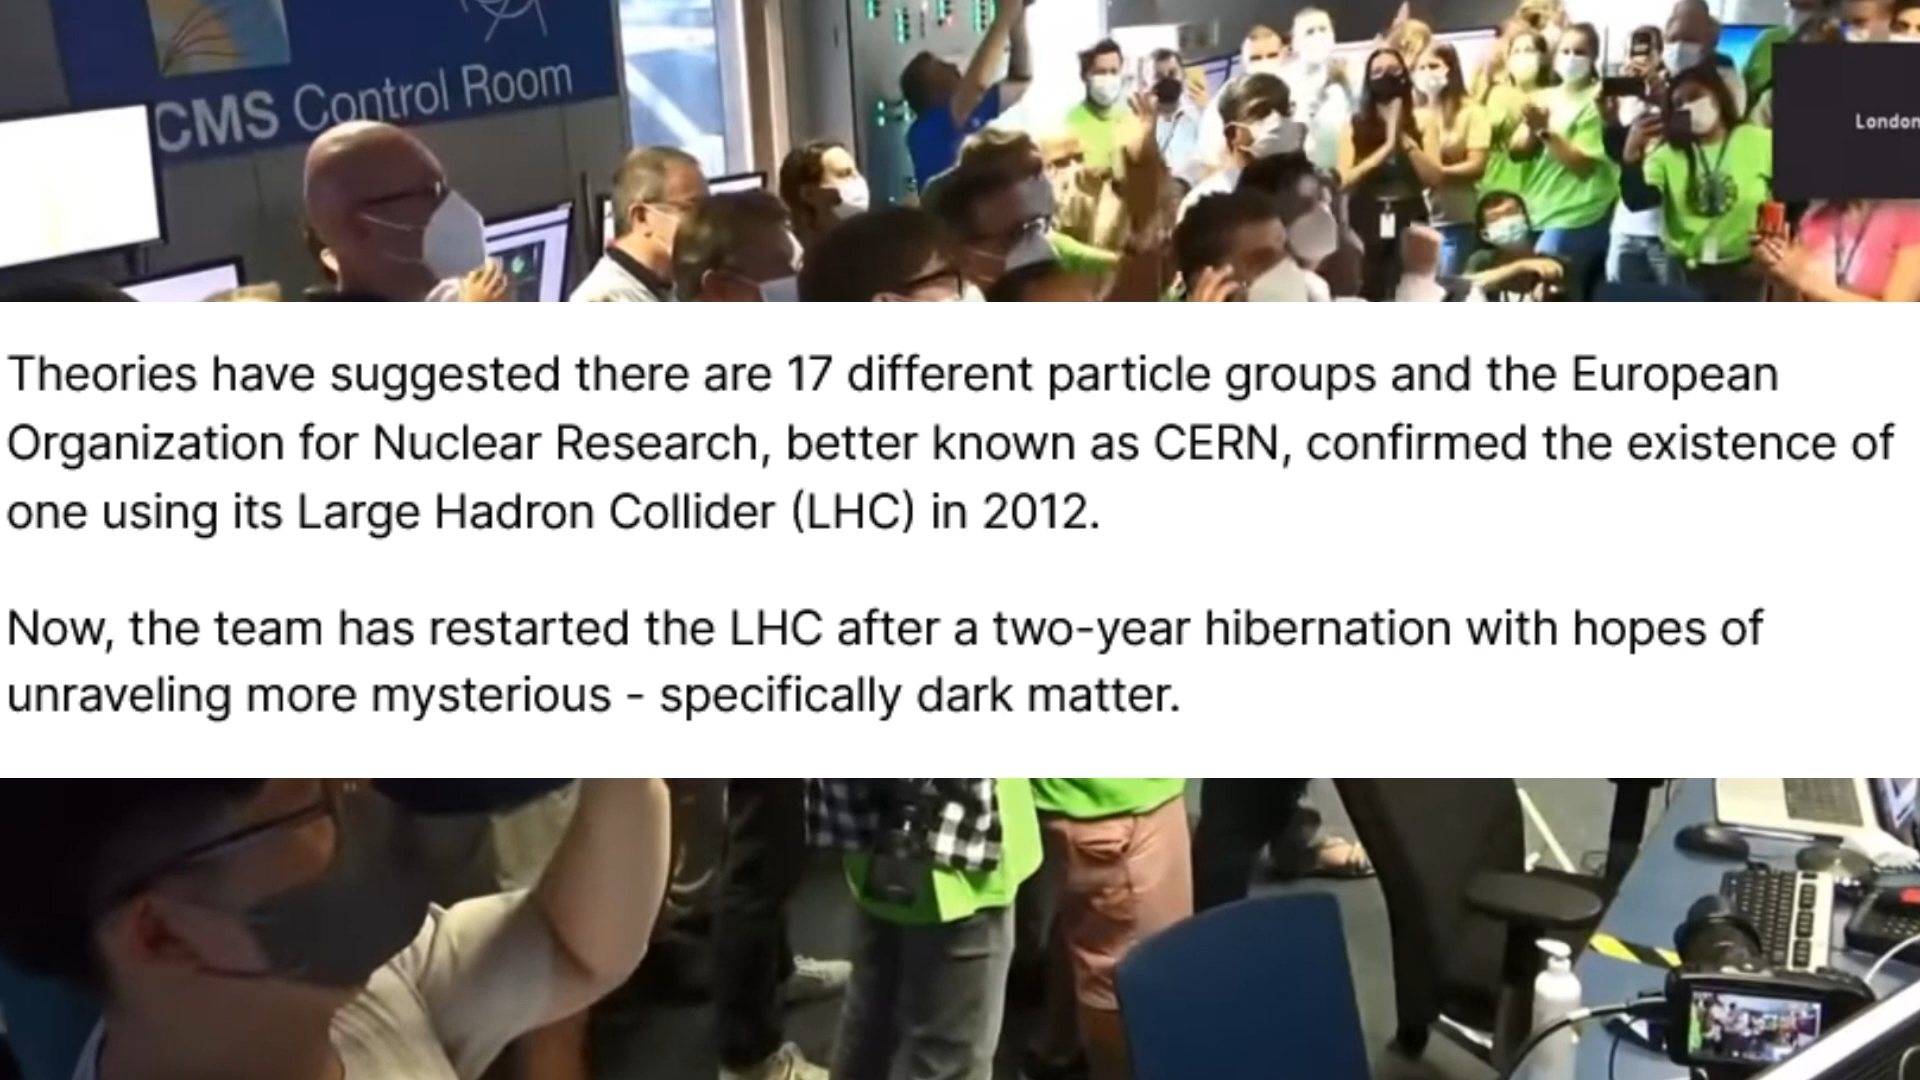 CMS Control Room
London
Theories have suggested there are 17 different particle groups and the European
Organization for Nuclear Research, better known as CERN, confirmed the existence of
one using its Large Hadron Collider (LHC) in 2012.
Now, the team has restarted the LHC after a two-year hibernation with hopes of
unraveling more mysterious - specifically dark matter.